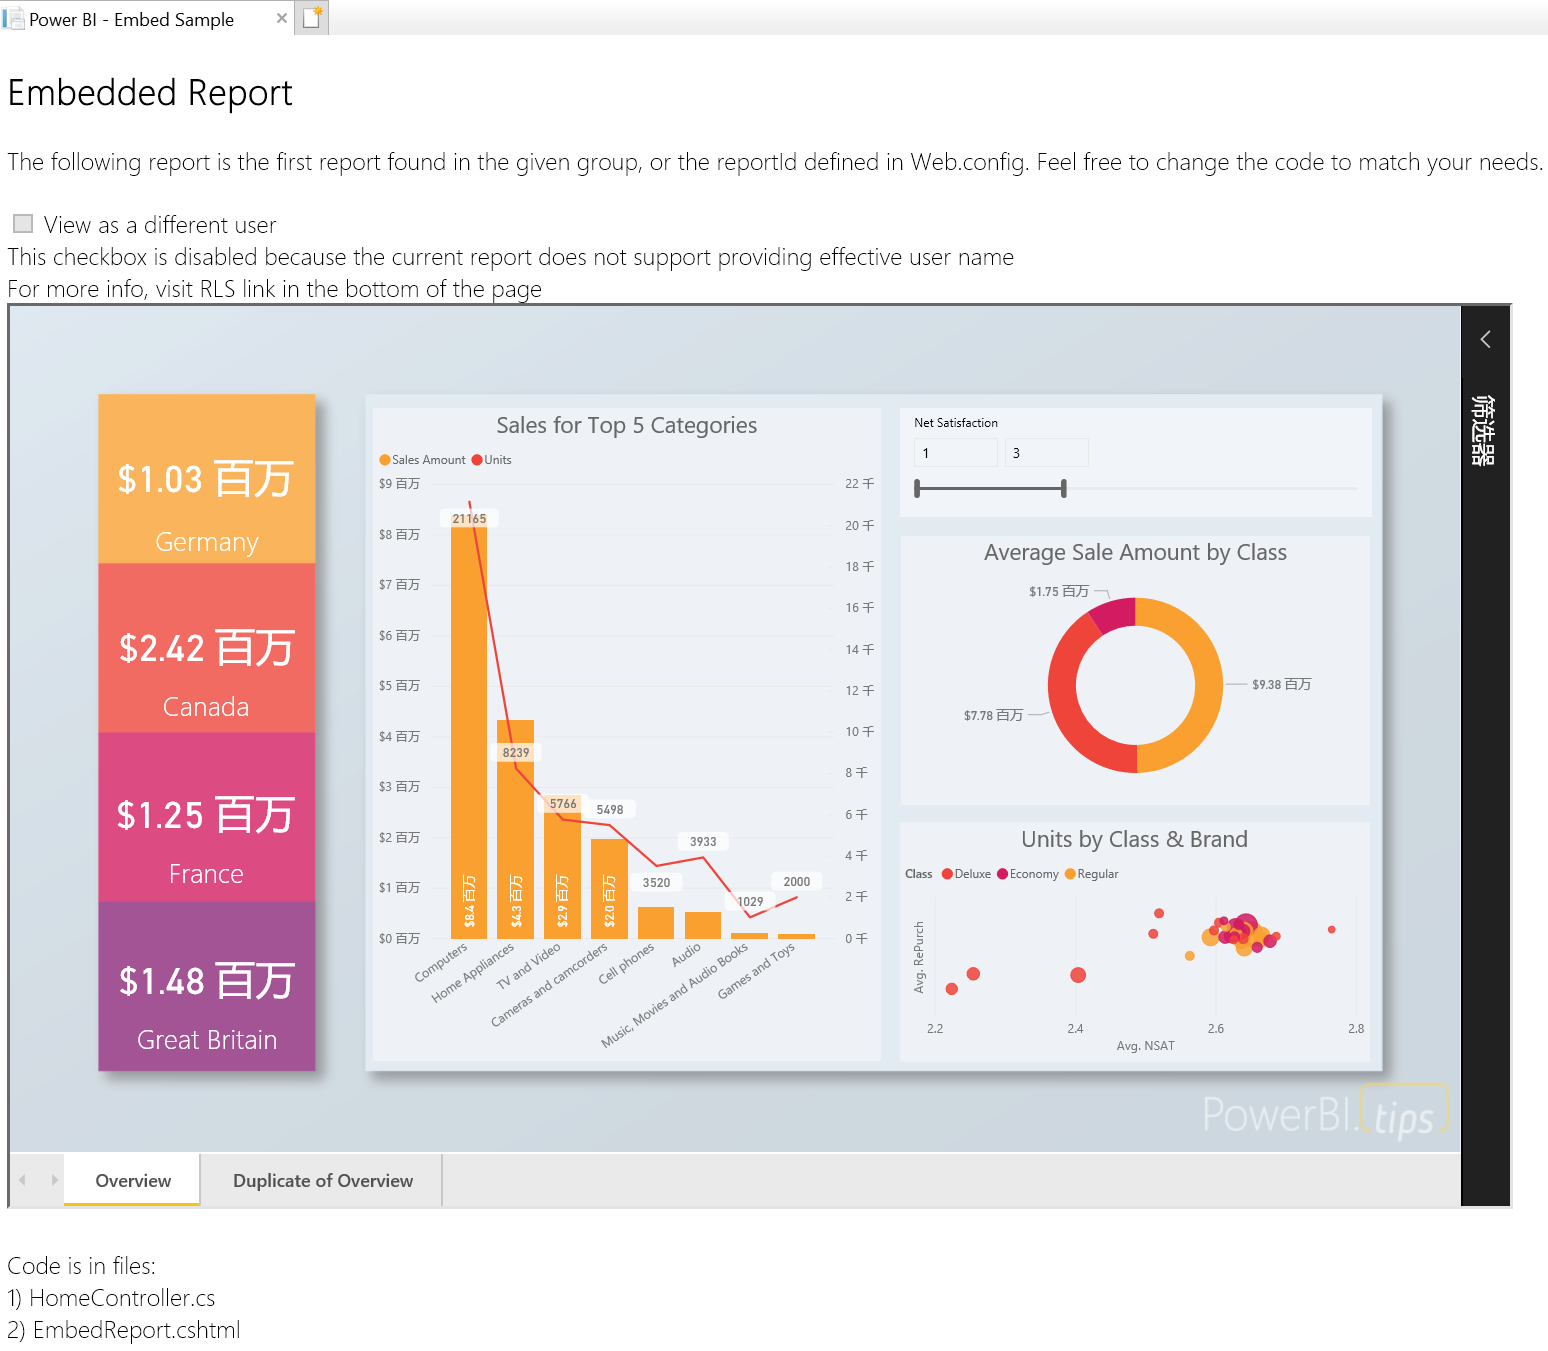 Power BI - Embed Sample
Embedded Report
The following report is the first report found in the given group, or the reportId defined in Web.config. Feel free to change the code to match your needs.
View as a different user
This checkbox is disabled because the current report does not support providing effective user name
For more info, visit RLS link in the bottom of the page
$1.03 百万
Germany
$2.42 百万
Canada
$1.25 百万
France
$1.48 百万
Great Britain
Sales for Top 5 Categories
Sales Amount Units
$9 百万
$8 百万
$7 百万
$6 百万
$5 百万
$4 百万
$3 百万
$2 百万
$1 百万
$0 百万
22 千
20 千
18 千
16 千
14 千
12 千
10 千
8 千
6 千
4 千
2 千
0 千
21165
8239
5766
5498
3520
3933
1029
2000
$8.4 百万
$4.3 百万
$2.9 百万
$2.0 百万
Computers
Home Appliances
TV and Video
Cameras and camcorders
Cell phones
Audio
Music, Movies and Audio Books
Games and Toys
Net Satisfaction
1 3
Average Sale Amount by Class
$1.75 百万
$9.38 百万
$7.78 百万
Units by Class & Brand
Class Deluxe Economy Regular
Avg. RePurch
2.2 2.4 2.6 2.8
Avg. NSAT
PowerBI.tips
筛选器
Overview Duplicate of Overview
Code is in files:
1) HomeController.cs
2) EmbedReport.cshtml